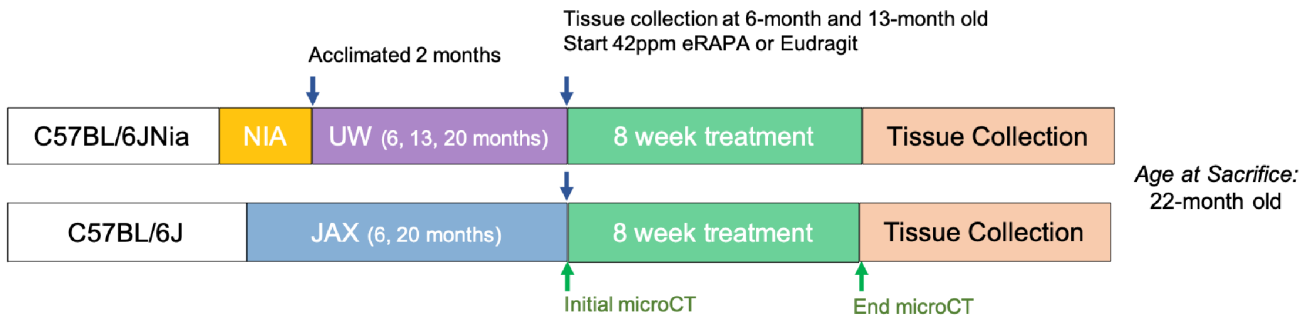 Tissue collection at 6-month and 13-month old
Start 42ppm eRAPA or Eudragit
Acclimated 2 months
C57BL/6JNia
NIA
UW (6, 13, 20 months)
8 week treatment
Tissue Collection
Age at Sacrifice:
22-month old
C57BL/6J
JAX (6, 20 months)
8 week treatment
Tissue Collection
Initial microCT
End microCT